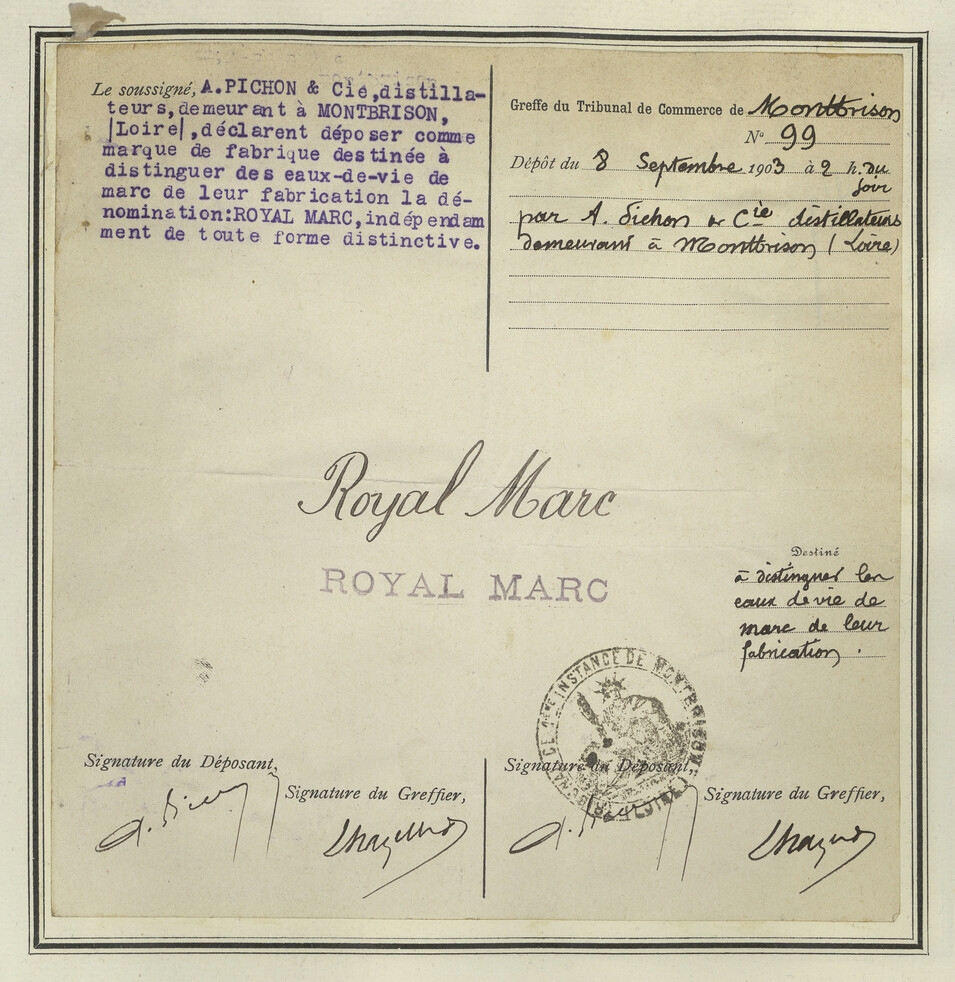 Le soussigné, A.PICHON & Cie,distilla-
teurs,demeurant à MONTBRISON,
|Loire|,déclarent déposer comme
marque de fabrique destinée à
distinguer des eaux-de-vie de
marc de leur fabrication la dé-
nomination:ROYAL MARC,indépendam
ment de toute forme distinctive.
Greffe du Tribunal de Commerce de Montbrison
N° 99
Dépôt du 8 Septembre 1903 à 2 h. du
soir
par A. Pichon & Cie distillateurs
demeurant à Montbrison (Loire)
Royal Marc
ROYAL MARC
Destiné
à distinguer les
eaux de vie de
marc de leur
fabrication.
INSTANCE DE MONTBRISON
(LOIRE)
Signature du Déposant,
Signature du Greffier,
Signature du Déposant,
Signature du Greffier,